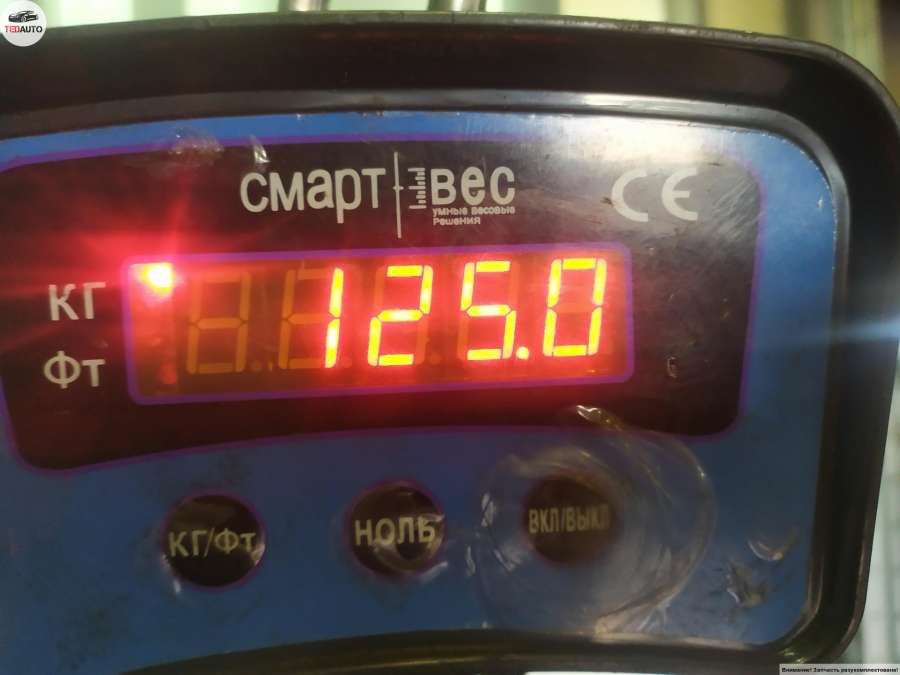 TEDAUTO
смарт вес
умные весовые
решения
CE
кг
Фт
125.0
КГ/ФТ
НОЛЬ
ВКЛ/ВЫКЛ
Внимание! Запчасть разукомплектована!